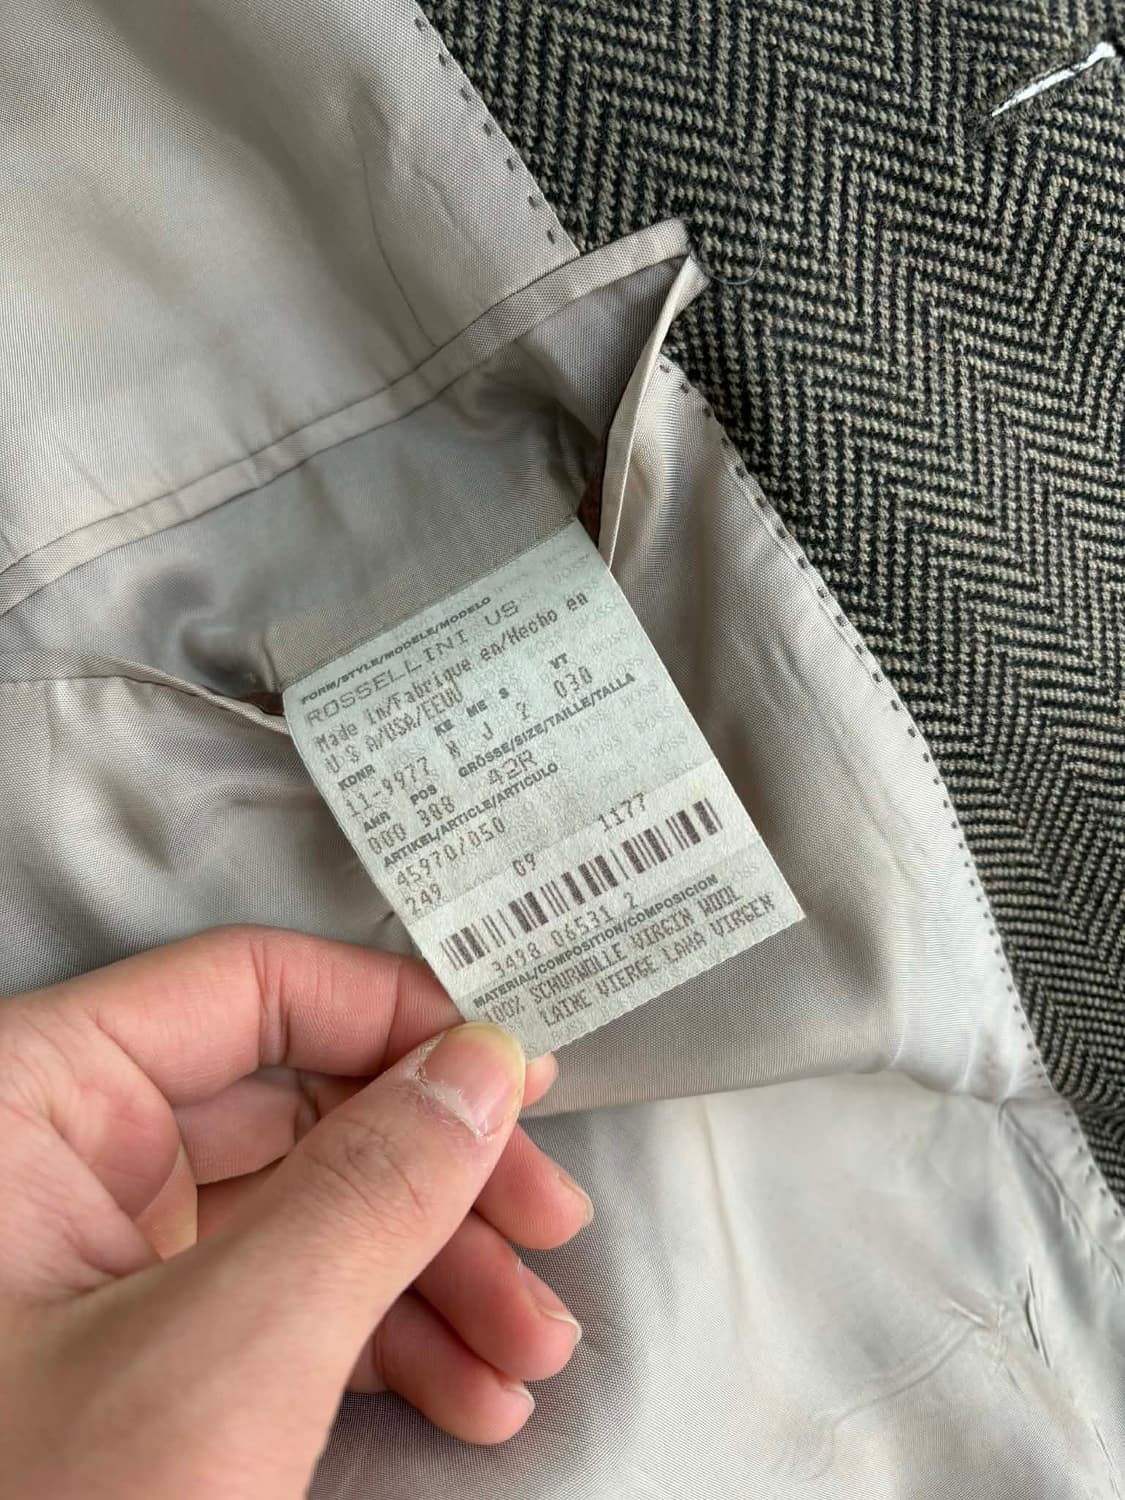 FORM/STYLE/MODELE/MODELO
ROSSELLINI US
Made in/Fabrique en/Hecho en
U S A/USA/EEUU
KDNR KE ME S VT
11-9977 W J 2 030
ANR POS GRÖSSE/SIZE/TAILLE/TALLA
000 388 42R
ARTIKEL/ARTICLE/ARTICULO
45970/050
249 09 1177
3498 06531 2
MATERIAL/COMPOSITION/COMPOSICION
100% SCHURWOLLE VIRGIN WOOL
LAINE VIERGE LANA VIRGEN
BOSS